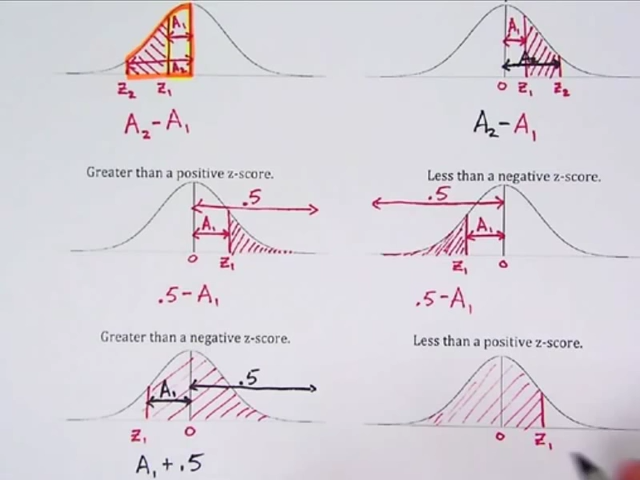 A₁
A₂
Z₂ Z₁
A₂-A₁
A₁
0 Z₁ Z₂
A₂-A₁
Greater than a positive z-score.
.5
A₁
0 Z₁
.5-A₁
Less than a negative z-score.
.5
A₁
Z₁ 0
.5-A₁
Greater than a negative z-score.
.5
A₁
Z₁ 0
A₁+.5
Less than a positive z-score.
0 Z₁